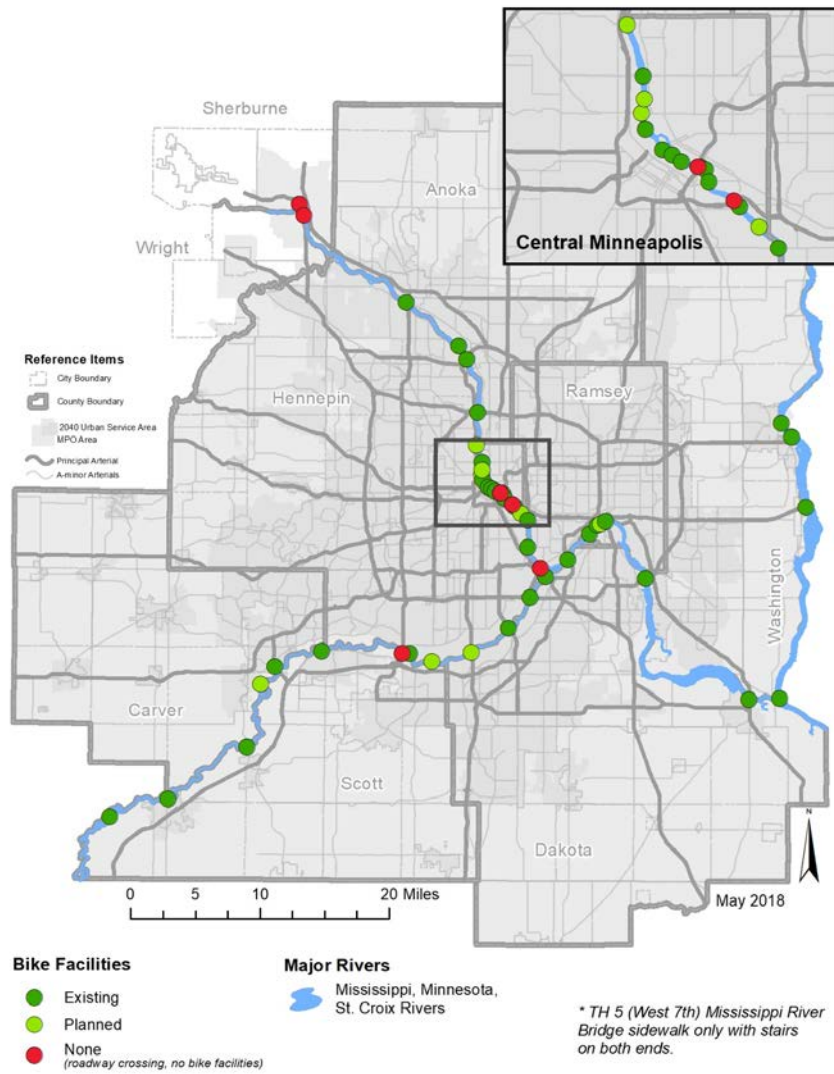 Sherburne
Anoka
Wright
Central Minneapolis
Reference Items
City Boundary
County Boundary
2040 Urban Service Area
MPO Area
Principal Arterial
A-minor Arterials
Hennepin
Ramsey
Washington
Carver
Scott
Dakota
N
0 5 10 20 Miles
May 2018
Bike Facilities
Existing
Planned
None
(roadway crossing, no bike facilities)
Major Rivers
Mississippi, Minnesota,
St. Croix Rivers
* TH 5 (West 7th) Mississippi River
Bridge sidewalk only with stairs
on both ends.